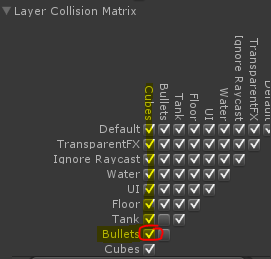 Layer Collision Matrix
Cubes
Bullets
Tank
Floor
UI
Water
Ignore Raycast
TransparentFX
Default
Default
TransparentFX
Ignore Raycast
Water
UI
Floor
Tank
Bullets
Cubes